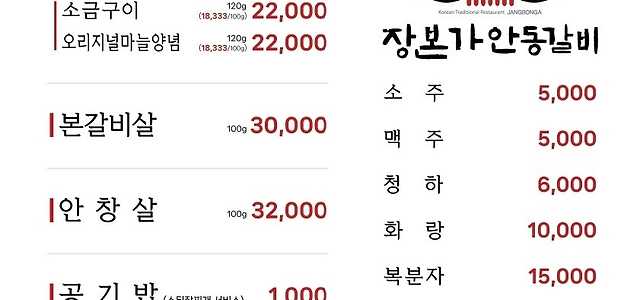 소금구이 120g (18,333/100g) 22,000
오리지널마늘양념 120g (18,333/100g) 22,000
본갈비살 100g 30,000
안 창 살 100g 32,000
공 기 밥 1,000
Korean Traditional Restaurant JANGBONGA
장본가안동갈비
소 주 5,000
맥 주 5,000
청 하 6,000
화 랑 10,000
복분자 15,000